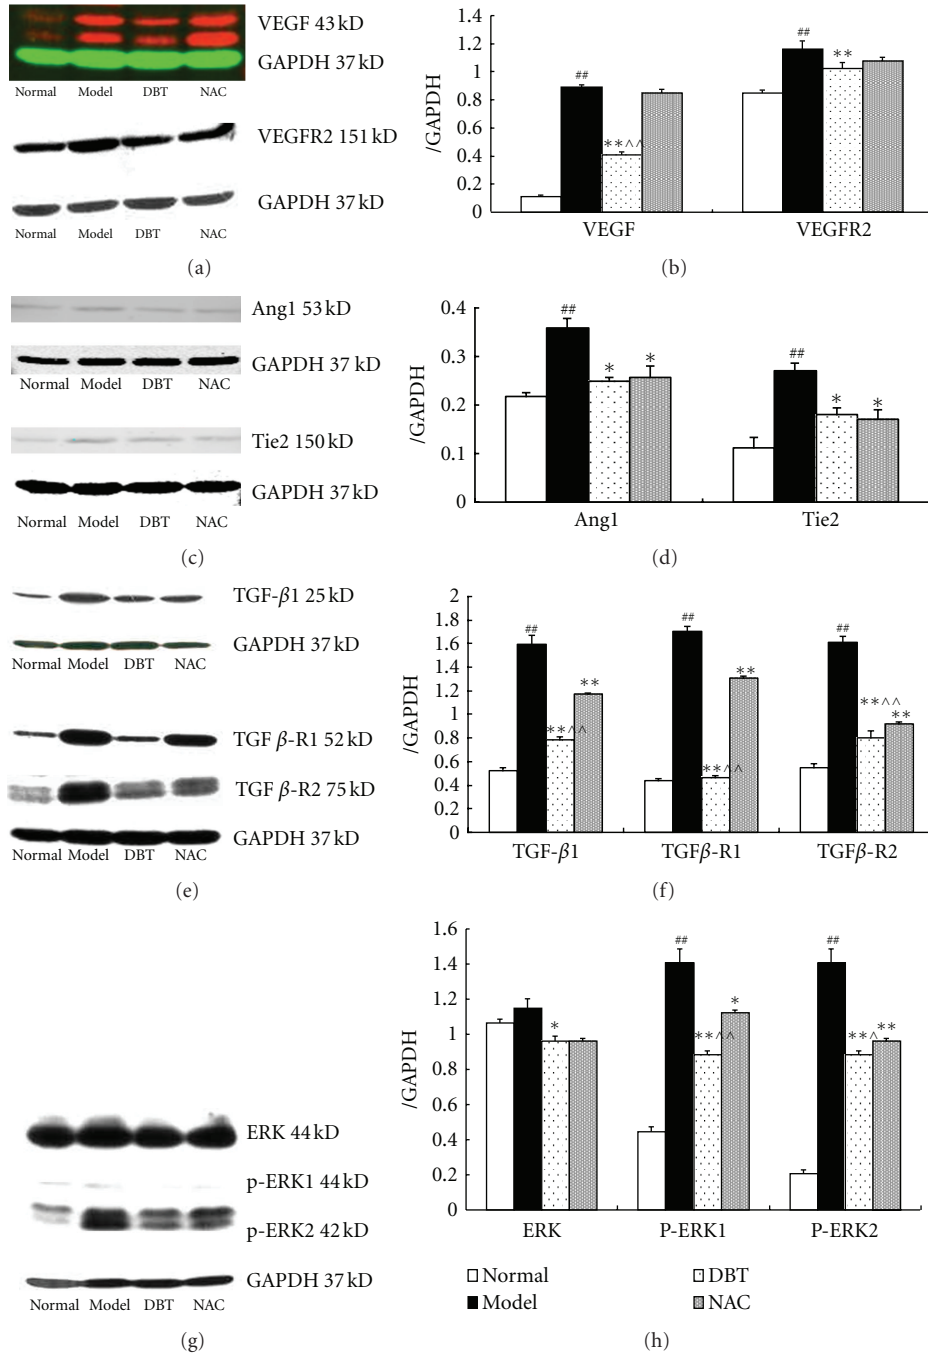 VEGF 43 kD
GAPDH 37 kD
Normal Model DBT NAC
VEGFR2 151 kD
GAPDH 37 kD
Normal Model DBT NAC
(a)
/GAPDH
1.4
1.2
1
0.8
0.6
0.4
0.2
0
##
**^^
##
**
VEGF VEGFR2
(b)
Ang1 53 kD
GAPDH 37 kD
Normal Model DBT NAC
Tie2 150 kD
GAPDH 37 kD
Normal Model DBT NAC
(c)
/GAPDH
0.4
0.3
0.2
0.1
0
##
*
*
##
*
*
Ang1 Tie2
(d)
TGF-β1 25 kD
GAPDH 37 kD
Normal Model DBT NAC
TGF β-R1 52 kD
TGF β-R2 75 kD
GAPDH 37 kD
Normal Model DBT NAC
(e)
/GAPDH
2
1.8
1.6
1.4
1.2
1
0.8
0.6
0.4
0.2
0
##
**^^
**
##
**^^
**
##
**^^
**
TGF-β1 TGFβ-R1 TGFβ-R2
(f)
ERK 44 kD
p-ERK1 44 kD
p-ERK2 42 kD
GAPDH 37 kD
Normal Model DBT NAC
(g)
/GAPDH
1.6
1.4
1.2
1
0.8
0.6
0.4
0.2
0
*
##
**^^
*
##
**^
**
ERK P-ERK1 P-ERK2
Normal DBT
Model NAC
(h)